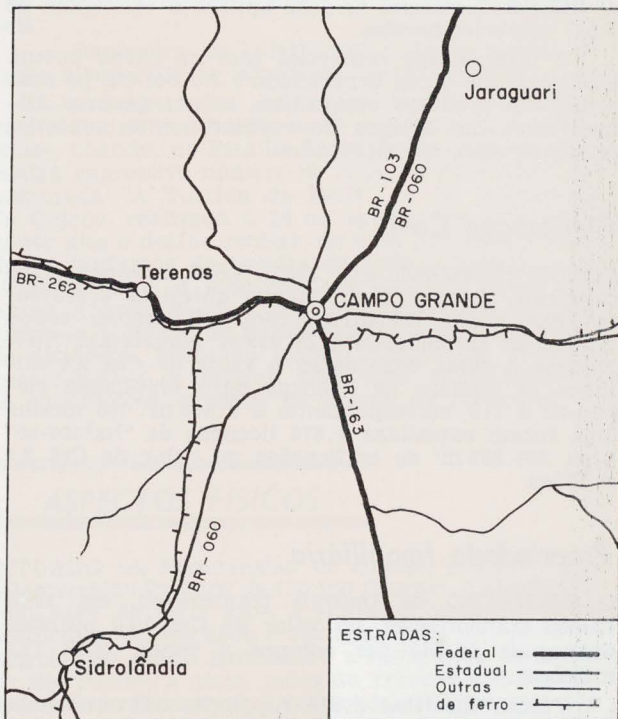 Jaraguari
BR-103
BR-060
Terenos
BR-262
CAMPO GRANDE
BR-163
BR-060
Sidrolândia
ESTRADAS:
Federal
Estadual
Outras
de ferro